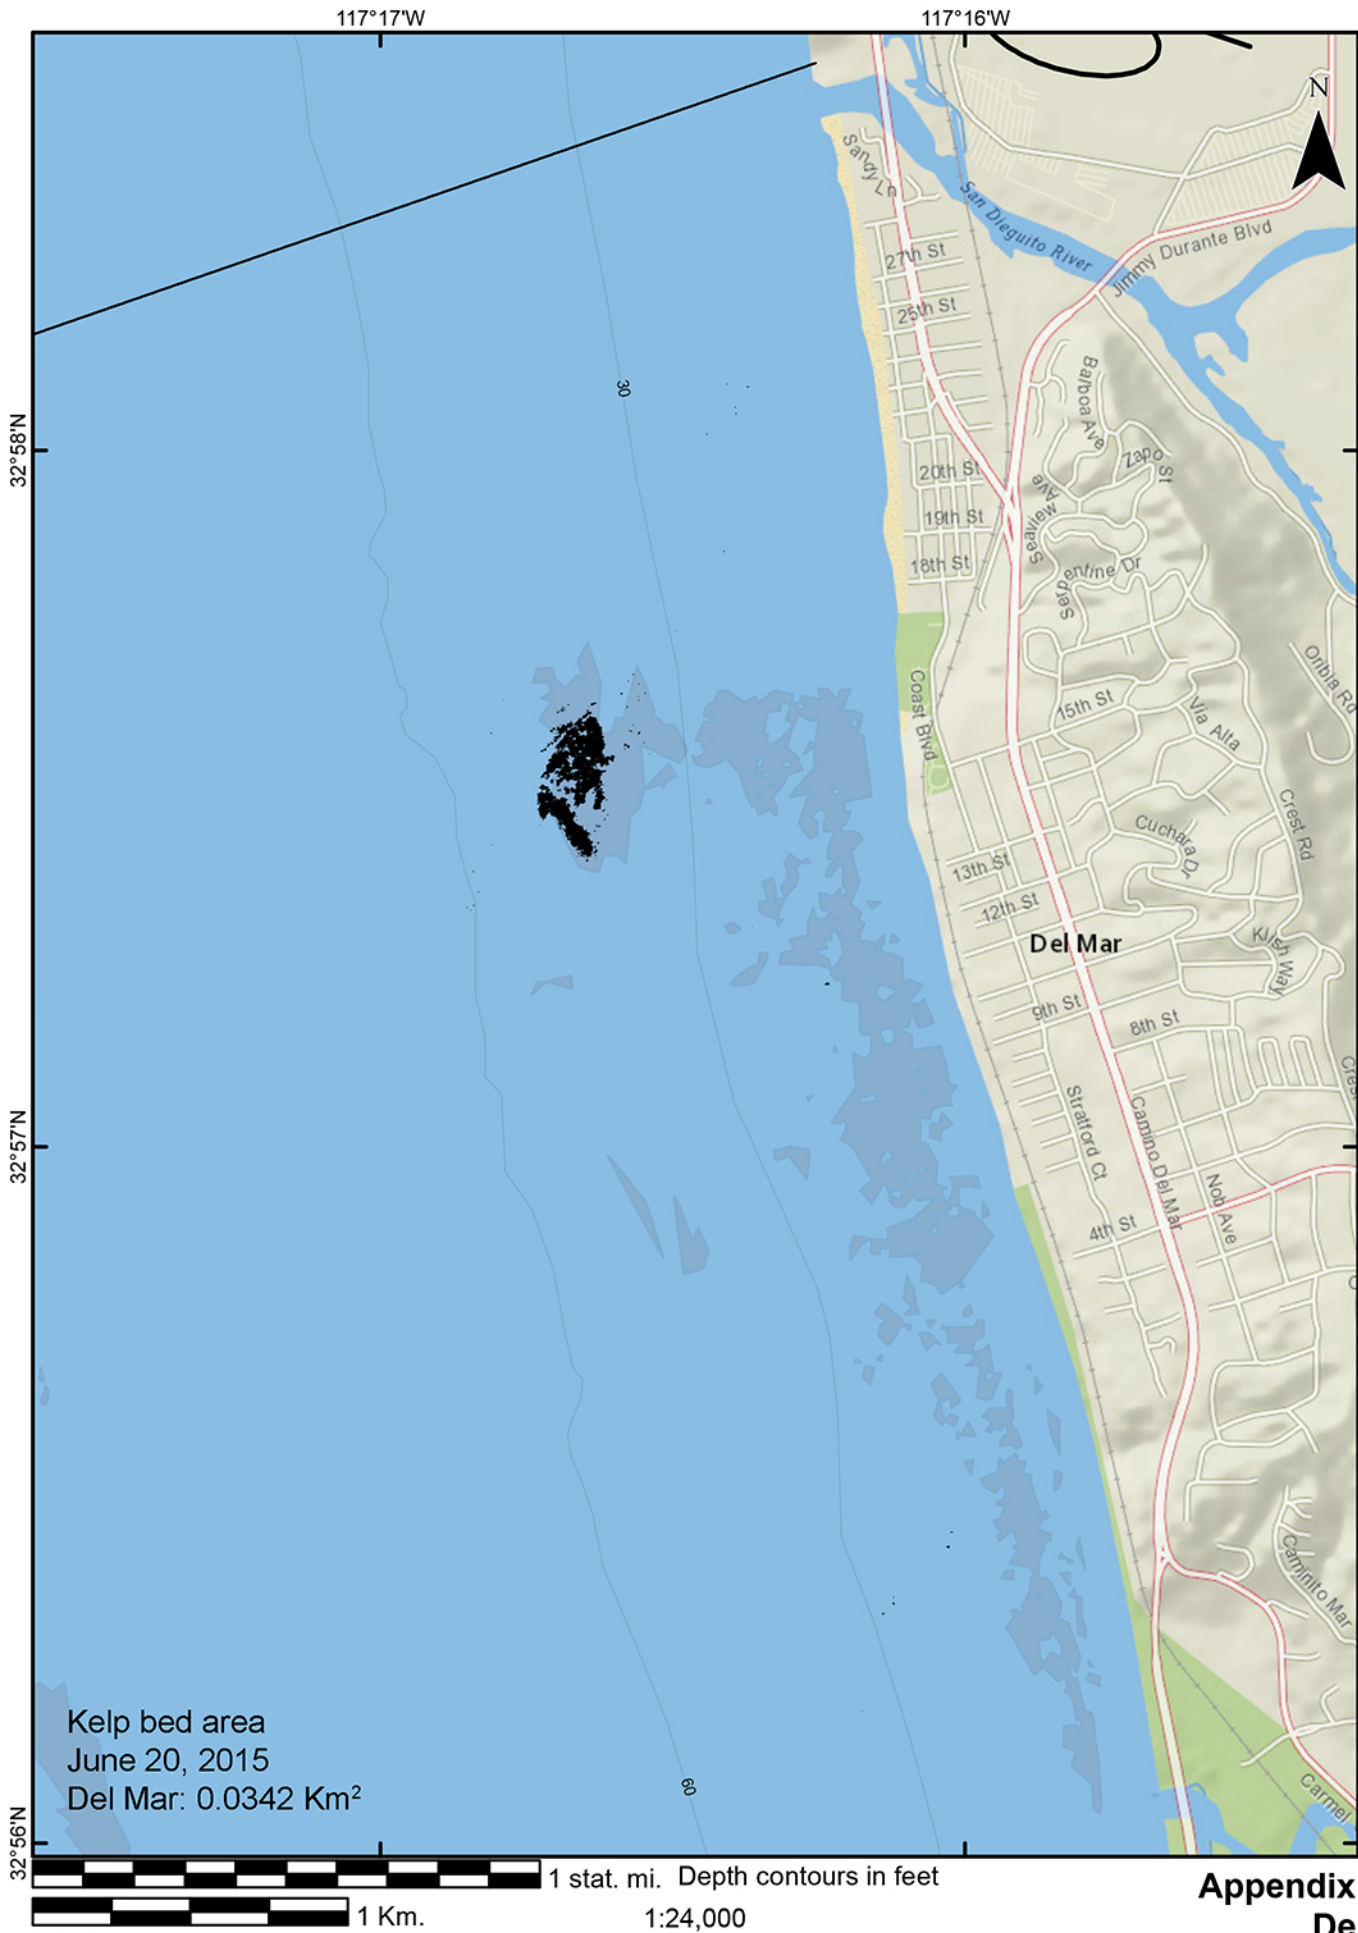 117°17'W
117°16'W
N
Sandy Ln
San Dieguito River
Jimmy Durante Blvd
27th St
25th St
30
Balboa Ave
32°58'N
Zapo St
20th St
Seaview Ave
19th St
18th St
Serpentine Dr
Oribia Rd
Coast Blvd
15th St
Via Alta
Crest Rd
Cuchara Dr
13th St
12th St
Del Mar
Klish Way
9th St
8th St
Cres
32°57'N
Stratford Ct
Camino Del Mar
Nob Ave
4th St
Caminito Mar
Kelp bed area
June 20, 2015
Del Mar: 0.0342 Km²
60
Carmel
32°56'N
1 stat. mi. Depth contours in feet
Appendix
1 Km.
1:24,000
De